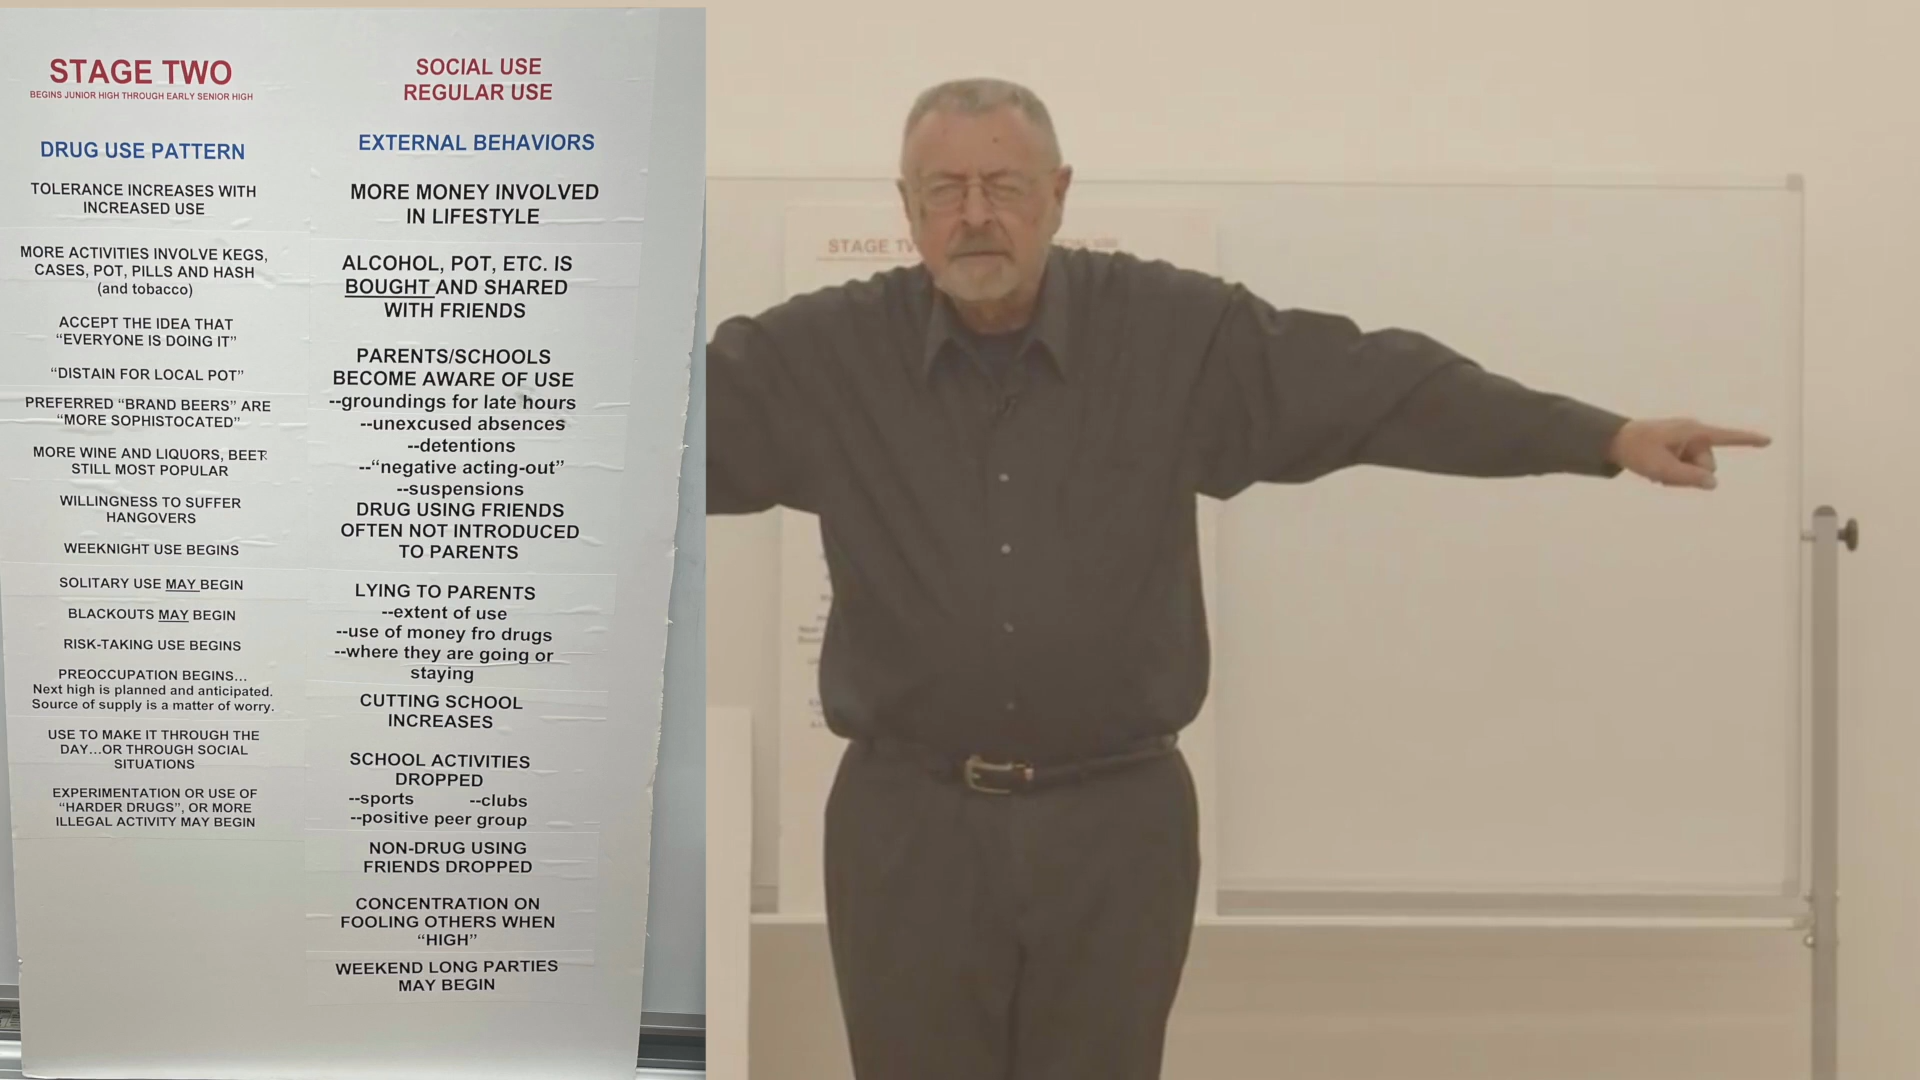 STAGE TWO
BEGINS JUNIOR HIGH THROUGH EARLY SENIOR HIGH
DRUG USE PATTERN
TOLERANCE INCREASES WITH
INCREASED USE
MORE ACTIVITIES INVOLVE KEGS,
CASES, POT, PILLS AND HASH
(and tobacco)
ACCEPT THE IDEA THAT
“EVERYONE IS DOING IT”
“DISTAIN FOR LOCAL POT”
PREFERRED “BRAND BEERS” ARE
“MORE SOPHISTOCATED”
MORE WINE AND LIQUORS, BEER
STILL MOST POPULAR
WILLINGNESS TO SUFFER
HANGOVERS
WEEKNIGHT USE BEGINS
SOLITARY USE MAY BEGIN
BLACKOUTS MAY BEGIN
RISK-TAKING USE BEGINS
PREOCCUPATION BEGINS...
Next high is planned and anticipated.
Source of supply is a matter of worry.
USE TO MAKE IT THROUGH THE
DAY...OR THROUGH SOCIAL
SITUATIONS
EXPERIMENTATION OR USE OF
“HARDER DRUGS”, OR MORE
ILLEGAL ACTIVITY MAY BEGIN
SOCIAL USE
REGULAR USE
EXTERNAL BEHAVIORS
MORE MONEY INVOLVED
IN LIFESTYLE
ALCOHOL, POT, ETC. IS
BOUGHT AND SHARED
WITH FRIENDS
PARENTS/SCHOOLS
BECOME AWARE OF USE
--groundings for late hours
--unexcused absences
--detentions
--“negative acting-out”
--suspensions
DRUG USING FRIENDS
OFTEN NOT INTRODUCED
TO PARENTS
LYING TO PARENTS
--extent of use
--use of money fro drugs
--where they are going or
staying
CUTTING SCHOOL
INCREASES
SCHOOL ACTIVITIES
DROPPED
--sports --clubs
--positive peer group
NON-DRUG USING
FRIENDS DROPPED
CONCENTRATION ON
FOOLING OTHERS WHEN
“HIGH”
WEEKEND LONG PARTIES
MAY BEGIN
STAGE TW